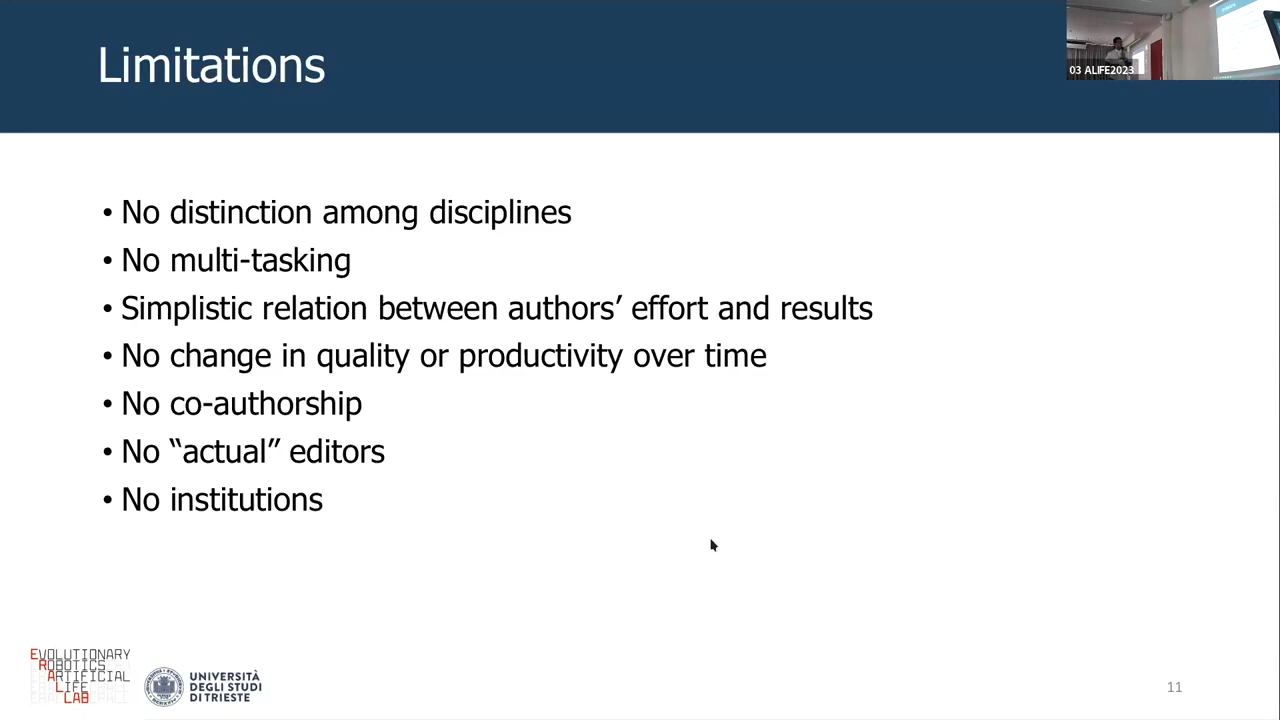 Limitations
03 ALIFE2023
• No distinction among disciplines
• No multi-tasking
• Simplistic relation between authors’ effort and results
• No change in quality or productivity over time
• No co-authorship
• No “actual” editors
• No institutions
EVOLUTIONARY
ROBOTICS
ARTIFICIAL
LIFE
LAB
UNIVERSITÀ
DEGLI STUDI
DI TRIESTE
11